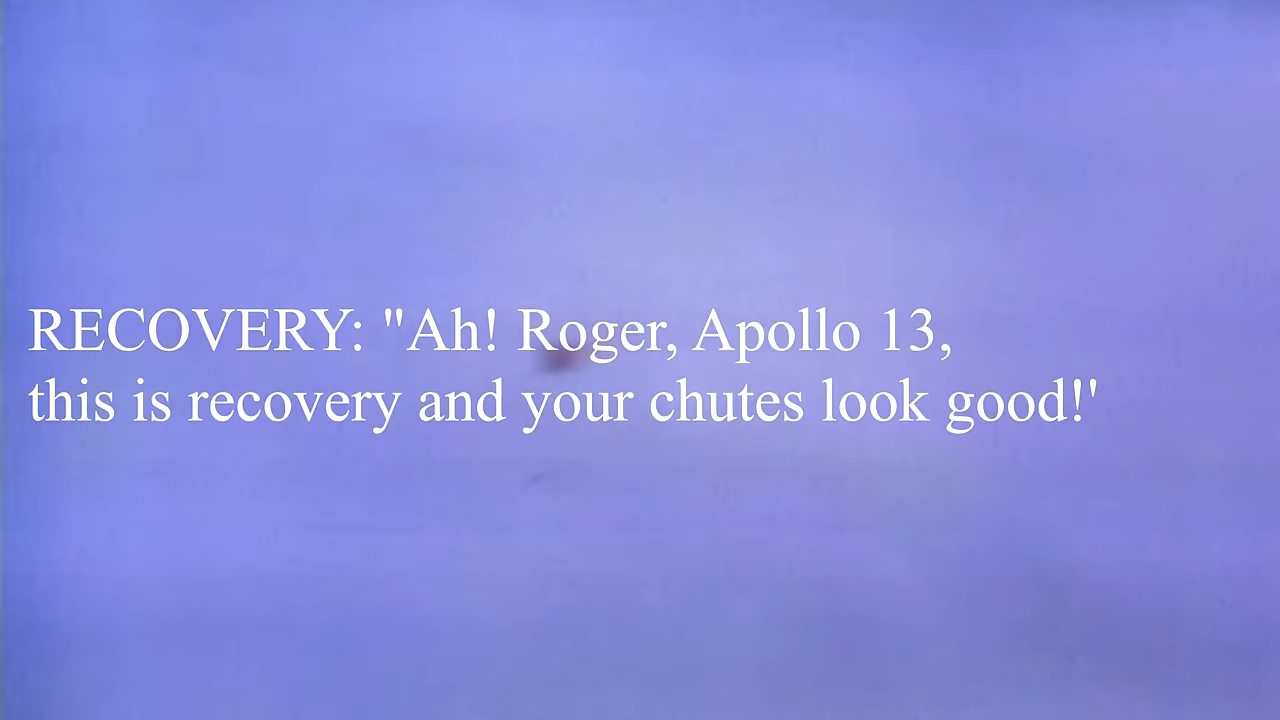 RECOVERY: "Ah! Roger, Apollo 13,
this is recovery and your chutes look good!'